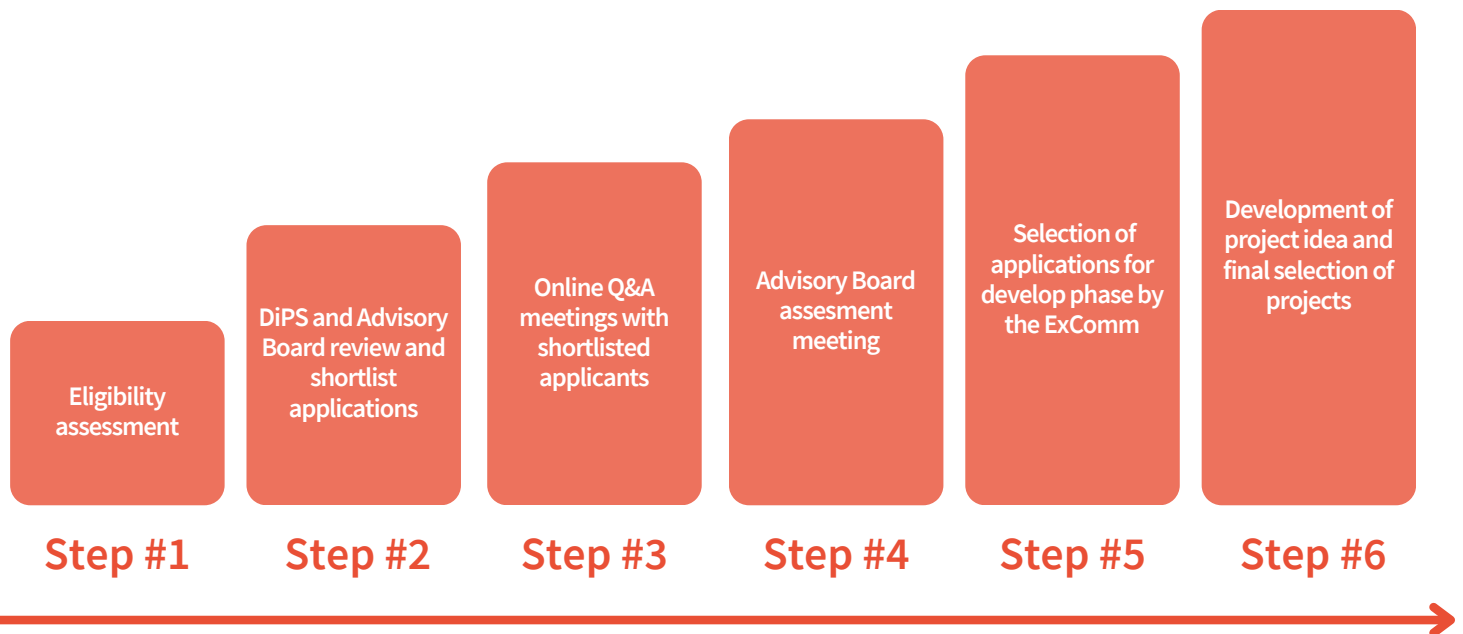 Eligibility
assessment
DiPS and Advisory
Board review and
shortlist
applications
Online Q&A
meetings with
shortlisted
applicants
Advisory Board
assesment
meeting
Selection of
applications for
develop phase by
the ExComm
Development of
project idea and
final selection of
projects
Step #1
Step #2
Step #3
Step #4
Step #5
Step #6